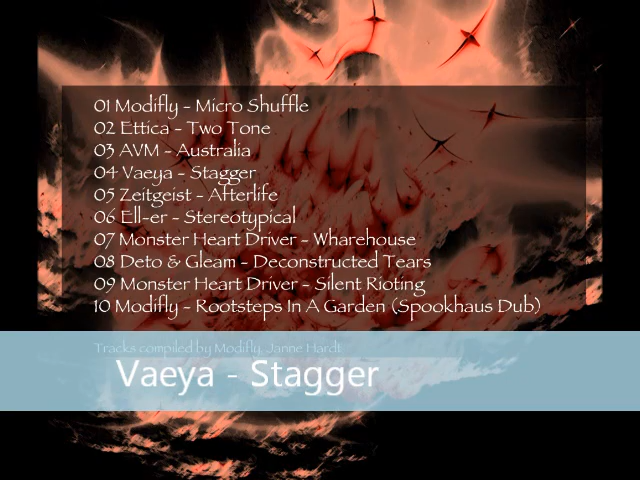 01 Modifly - Micro Shuffle
02 Ettica - Two Tone
03 AVM - Australia
04 Vaeya - Stagger
05 Zeitgeist - Afterlife
06 Ell-er - Stereotypical
07 Monster Heart Driver - Wharehouse
08 Deto & Gleam - Deconstructed Tears
09 Monster Heart Driver - Silent Rioting
10 Modifly - Rootsteps In A Garden (Spookhaus Dub)
Tracks compiled by Modifly, Janne Hardt
Vaeya - Stagger